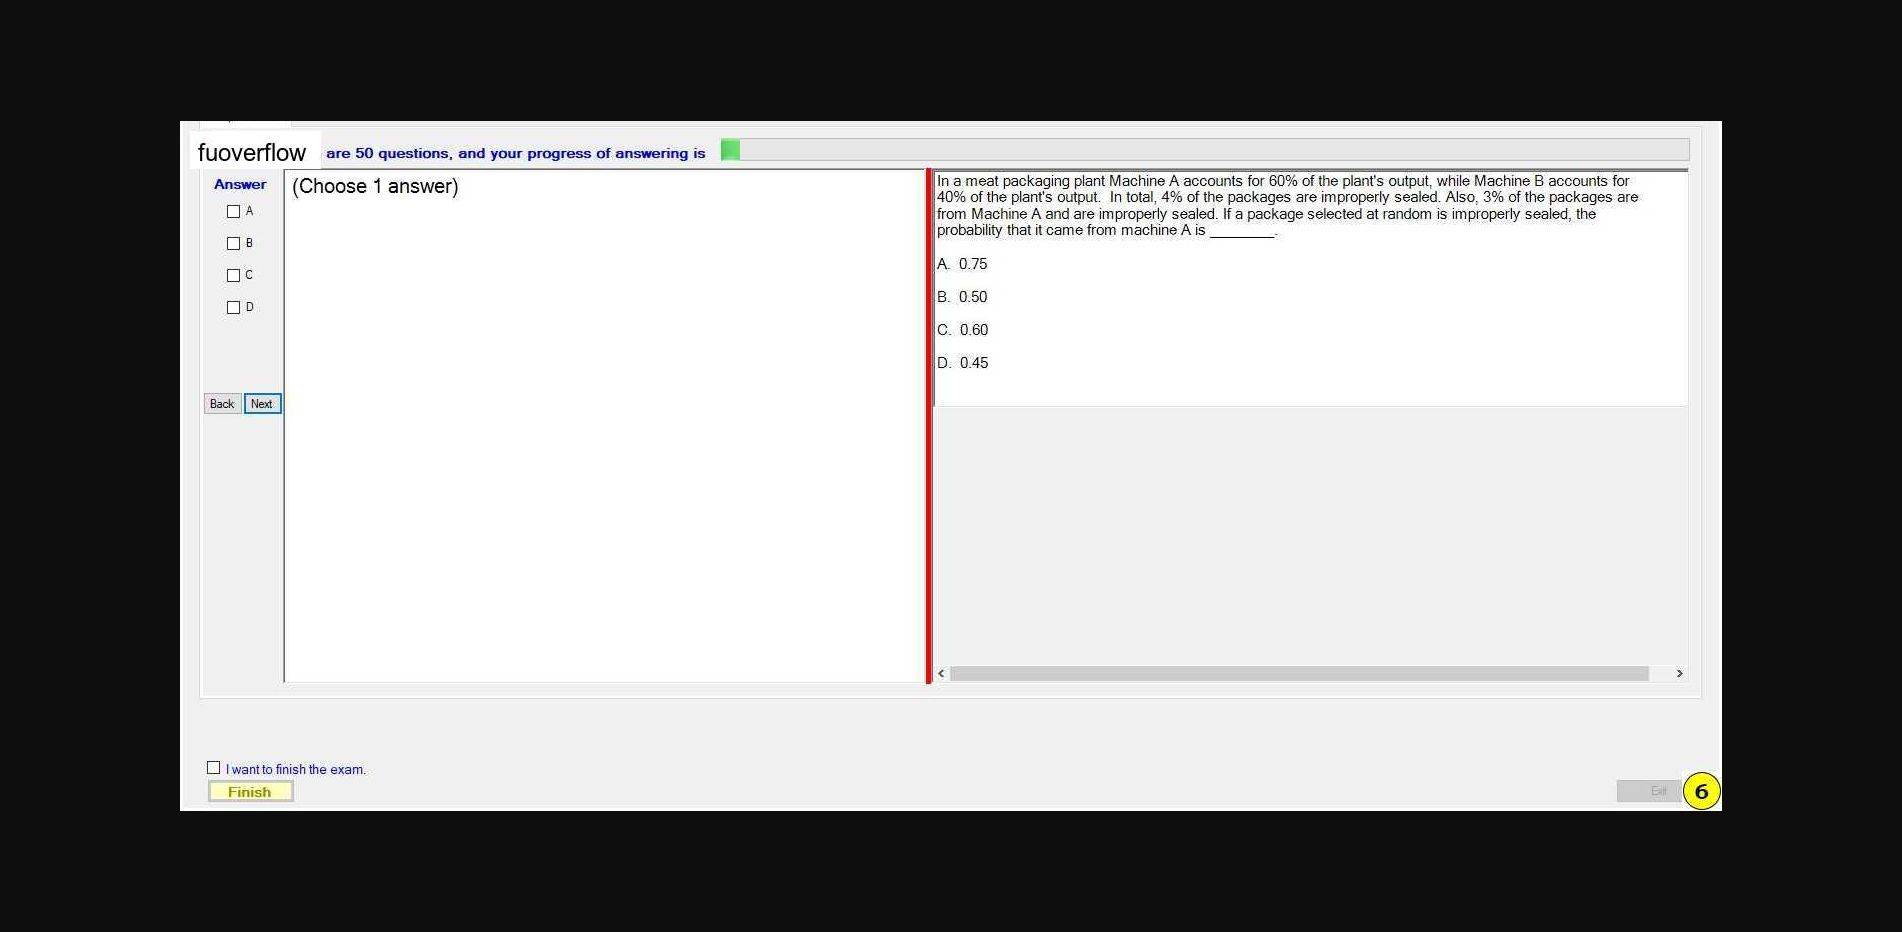 fuoverflow are 50 questions, and your progress of answering is
Answer
A
B
C
D
Back Next
(Choose 1 answer)
In a meat packaging plant Machine A accounts for 60% of the plant's output, while Machine B accounts for
40% of the plant's output.  In total, 4% of the packages are improperly sealed. Also, 3% of the packages are
from Machine A and are improperly sealed. If a package selected at random is improperly sealed, the
probability that it came from machine A is ________.
A.  0.75
B.  0.50
C.  0.60
D.  0.45
I want to finish the exam.
Finish
Exit
6